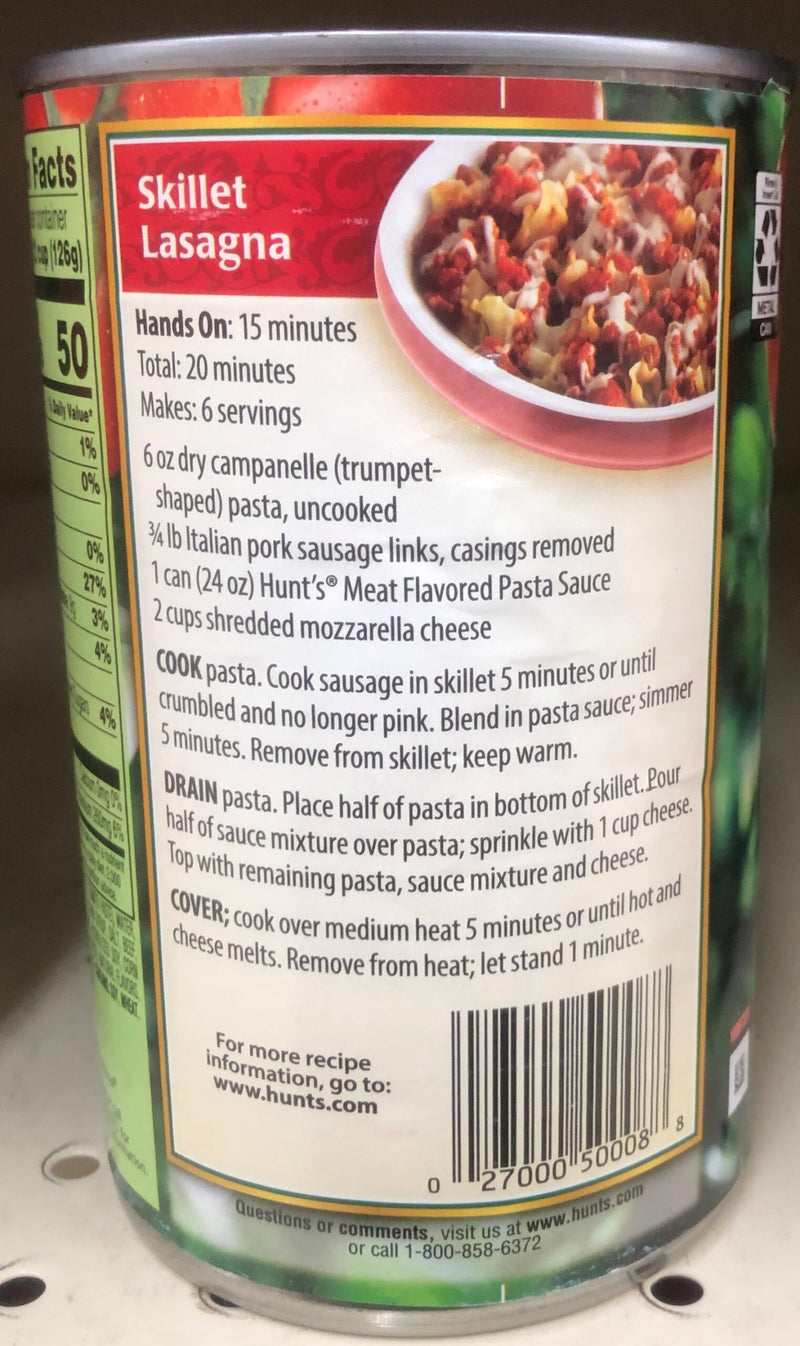 Facts
container
cup (126g)
50
% Daily Value*
1%
0%
0%
27%
3%
4%
4%
Skillet
Lasagna
Hands On: 15 minutes
Total: 20 minutes
Makes: 6 servings
6 oz dry campanelle (trumpet-
shaped) pasta, uncooked
¾ lb Italian pork sausage links, casings removed
1 can (24 oz) Hunt's® Meat Flavored Pasta Sauce
2 cups shredded mozzarella cheese
COOK pasta. Cook sausage in skillet 5 minutes or until
crumbled and no longer pink. Blend in pasta sauce; simmer
5 minutes. Remove from skillet; keep warm.
DRAIN pasta. Place half of pasta in bottom of skillet. Pour
half of sauce mixture over pasta; sprinkle with 1 cup cheese.
Top with remaining pasta, sauce mixture and cheese.
COVER; cook over medium heat 5 minutes or until hot and
cheese melts. Remove from heat; let stand 1 minute.
For more recipe
information, go to:
www.hunts.com
0 27000 50008 8
Questions or comments, visit us at www.hunts.com
or call 1-800-858-6372
METAL
CAN